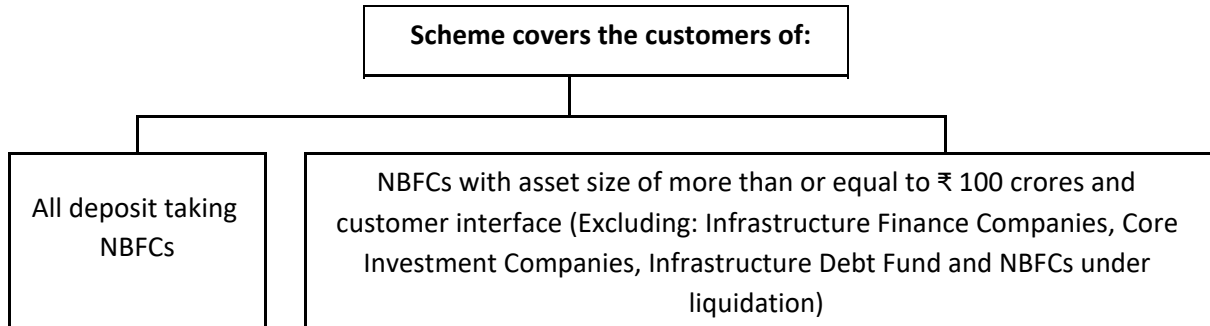 Scheme covers the customers of:
All deposit taking
NBFCs
NBFCs with asset size of more than or equal to ₹ 100 crores and
customer interface (Excluding: Infrastructure Finance Companies, Core
Investment Companies, Infrastructure Debt Fund and NBFCs under
liquidation)